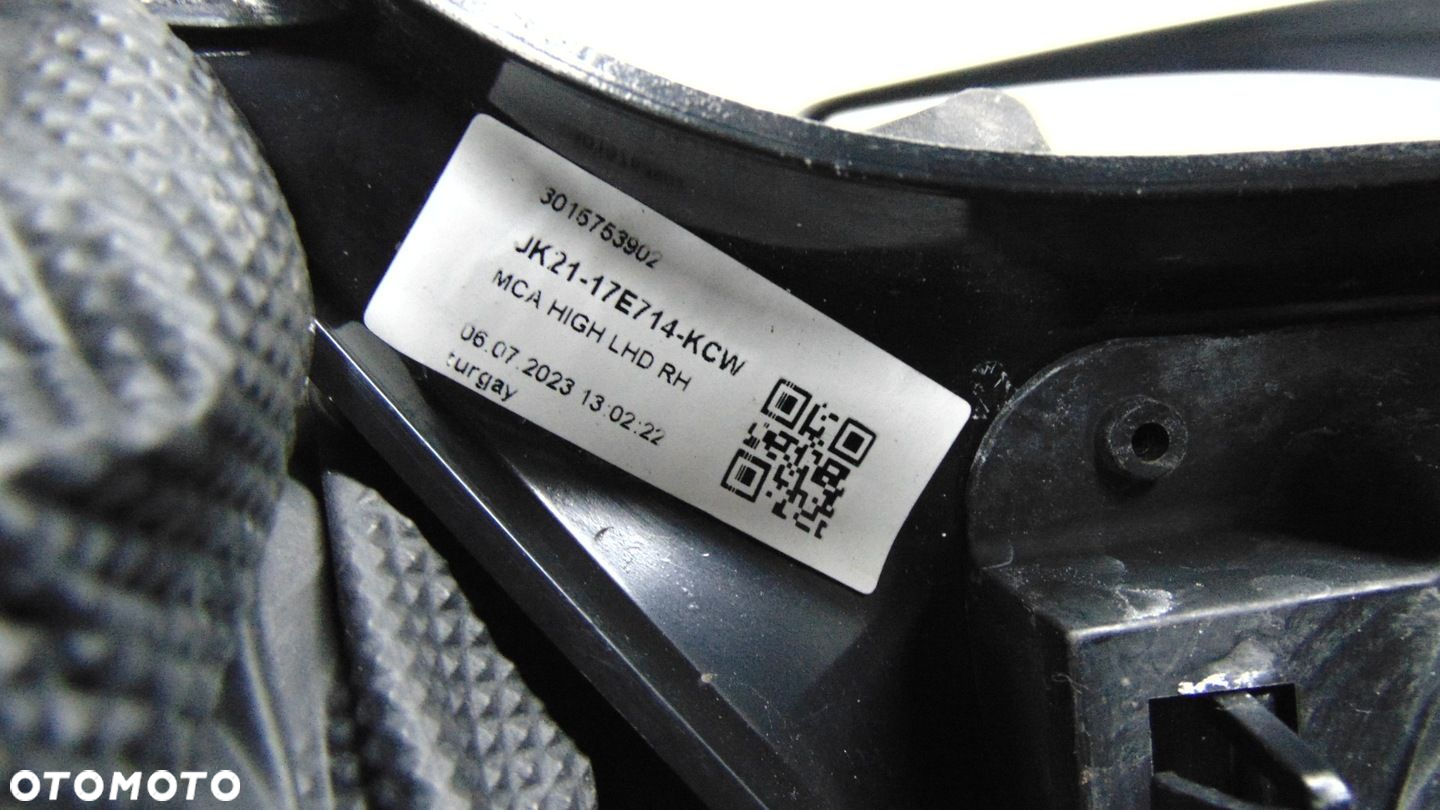 3015753902
JK21-17E714-KCW
MCA HIGH LHD RH
06.07.2023 13:02:22
turgay
OTOMOTO